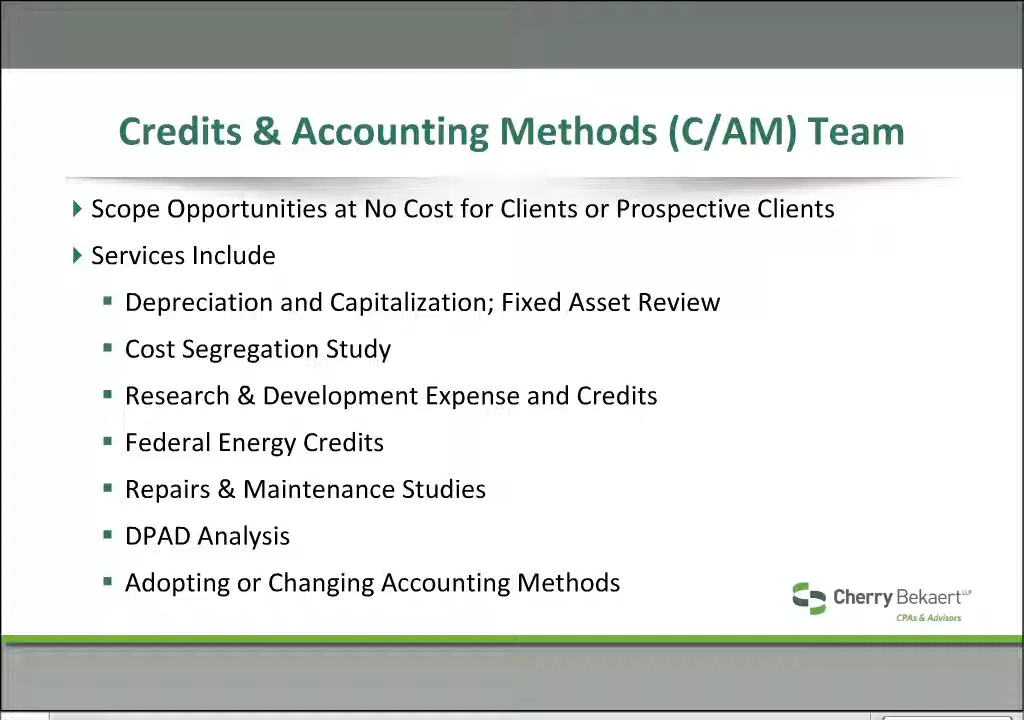 Credits & Accounting Methods (C/AM) Team
Scope Opportunities at No Cost for Clients or Prospective Clients
Services Include
Depreciation and Capitalization; Fixed Asset Review
Cost Segregation Study
Research & Development Expense and Credits
Federal Energy Credits
Repairs & Maintenance Studies
DPAD Analysis
Adopting or Changing Accounting Methods
Cherry Bekaert LLP
CPAs & Advisors